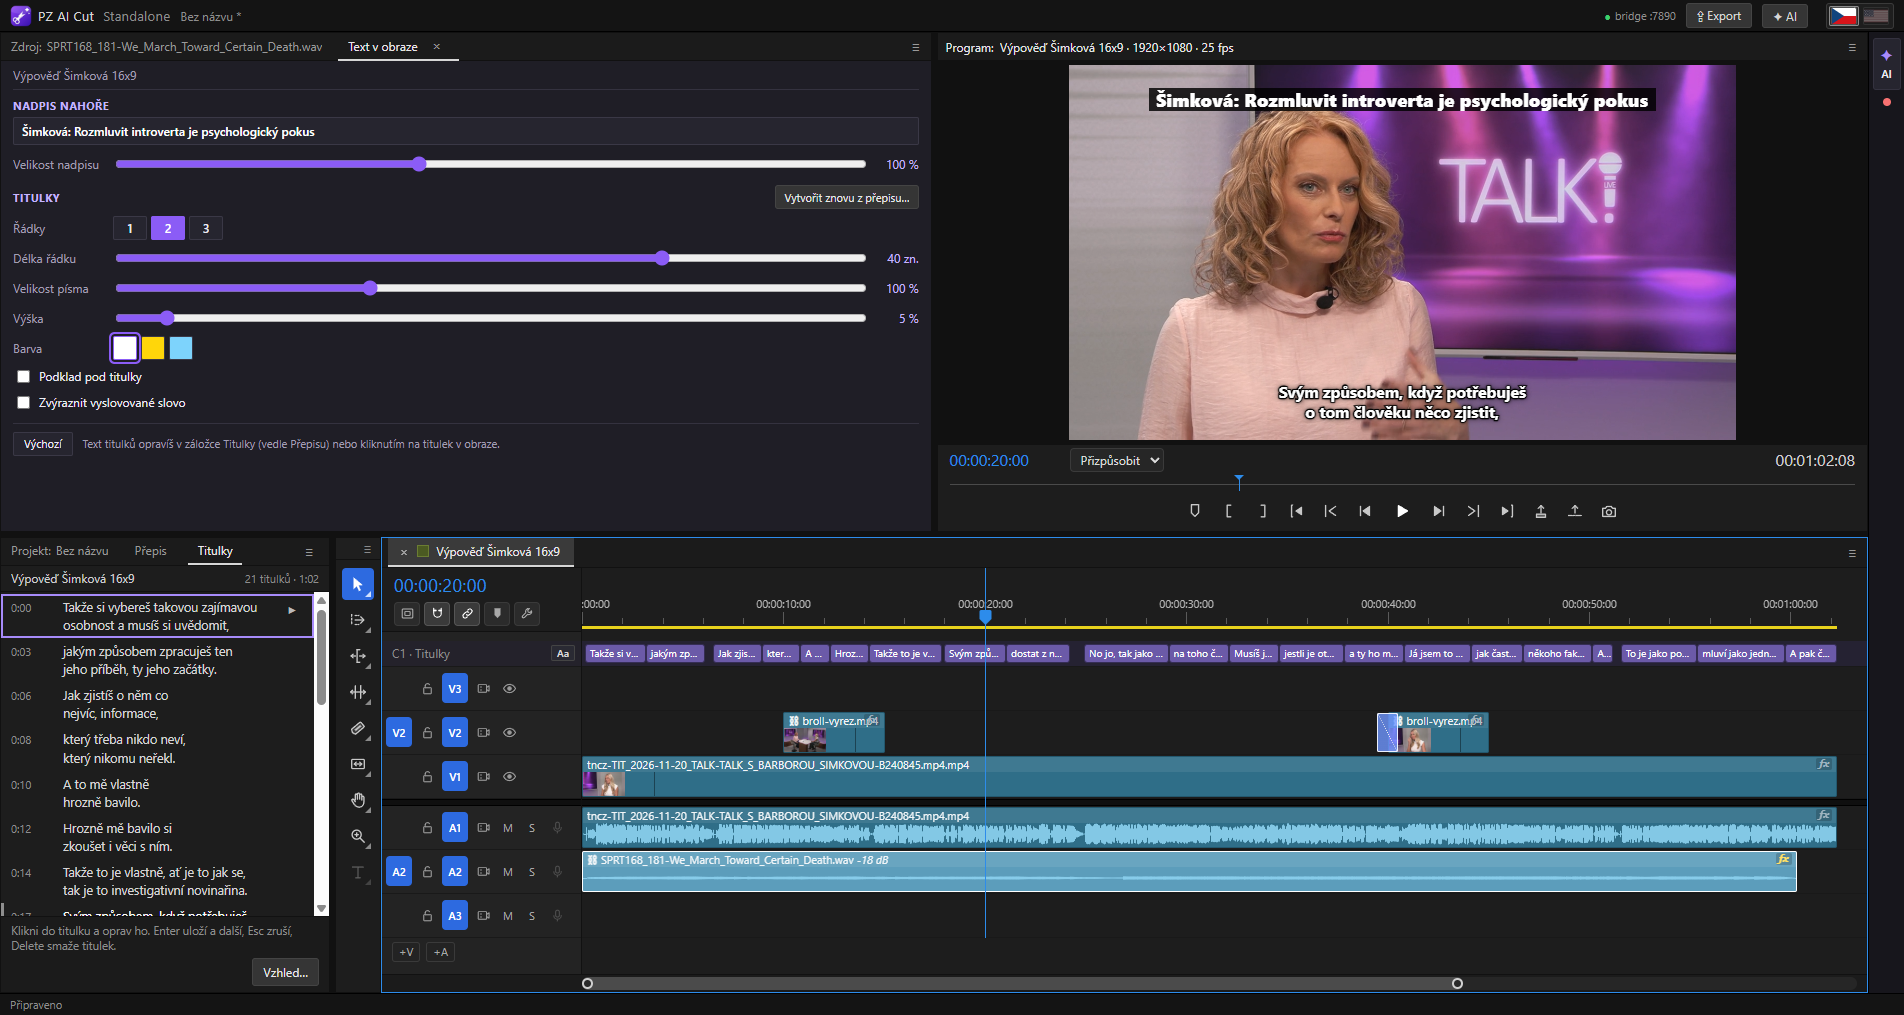 PZ AI Cut Standalone Bez názvu *
bridge :7890 Export AI
Zdroj: SPRT168_181-We_March_Toward_Certain_Death.wav Text v obraze ×
Výpověď Šimková 16x9
NADPIS NAHOŘE
Šimková: Rozmluvit introverta je psychologický pokus
Velikost nadpisu 100 %
TITULKY Vytvořit znovu z přepisu...
Řádky 1 2 3
Délka řádku 40 zn.
Velikost písma 100 %
Výška 5 %
Barva
Podklad pod titulky
Zvýraznit vyslovované slovo
Výchozí Text titulků opravíš v záložce Titulky (vedle Přepisu) nebo kliknutím na titulek v obraze.
Program: Výpověď Šimková 16x9 · 1920×1080 · 25 fps
Šimková: Rozmluvit introverta je psychologický pokus
TALK!
LIVE
Svým způsobem, když potřebuješ
o tom člověku něco zjistit,
00:00:20:00 Přizpůsobit 00:01:02:08
AI
Projekt: Bez názvu Přepis Titulky
Výpověď Šimková 16x9 21 titulků · 1:02
0:00 Takže si vybereš takovou zajímavou
osobnost a musíš si uvědomit,
0:03 jakým způsobem zpracuješ ten
jeho příběh, ty jeho začátky.
0:06 Jak zjistíš o něm co
nejvíc, informace,
0:08 který třeba nikdo neví,
který nikomu neřekl.
0:10 A to mě vlastně
hrozně bavilo.
0:12 Hrozně mě bavilo si
zkoušet i věci s ním.
0:14 Takže to je vlastně, ať je to jak se,
tak je to investigativní novinařina.
0:17 Svým způsobem, když potřebuješ
Klikni do titulku a oprav ho. Enter uloží a další, Esc zruší,
Delete smaže titulek.
Vzhled...
× Výpověď Šimková 16x9
00:00:20:00
:00:00 00:00:10:00 00:00:20:00 00:00:30:00 00:00:40:00 00:00:50:00 00:01:00:00
C1 · Titulky Aa Takže si v... jakým zp... Jak zjis... kter... A ... Hroz... Takže to je v... Svým způ... dostat z n... No jo, tak jako ... na toho č... Musíš j... jestli je ot... a ty ho m... Já jsem to ... jak část... někoho fak... A... To je jako po... mluví jako jedn... A pak č...
V3
V2 V2 broll-vyrez.mp4 fx broll-vyrez.mp4 fx
V1 tncz-TIT_2026-11-20_TALK-TALK_S_BARBOROU_SIMKOVOU-B240845.mp4.mp4 fx
A1 M S tncz-TIT_2026-11-20_TALK-TALK_S_BARBOROU_SIMKOVOU-B240845.mp4.mp4 fx
A2 A2 M S SPRT168_181-We_March_Toward_Certain_Death.wav -18 dB fx
A3 M S
+V +A
T
Připraveno